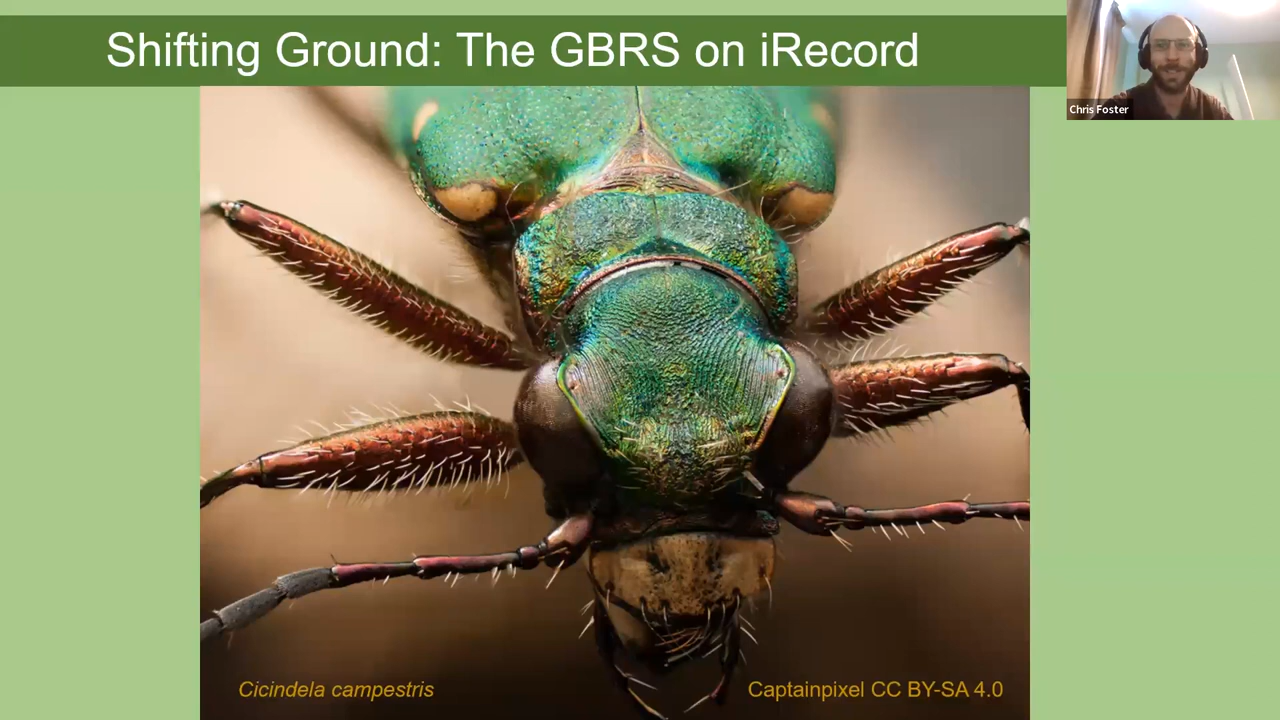 Shifting Ground: The GBRS on iRecord
Chris Foster
Cicindela campestris
Captainpixel CC BY-SA 4.0